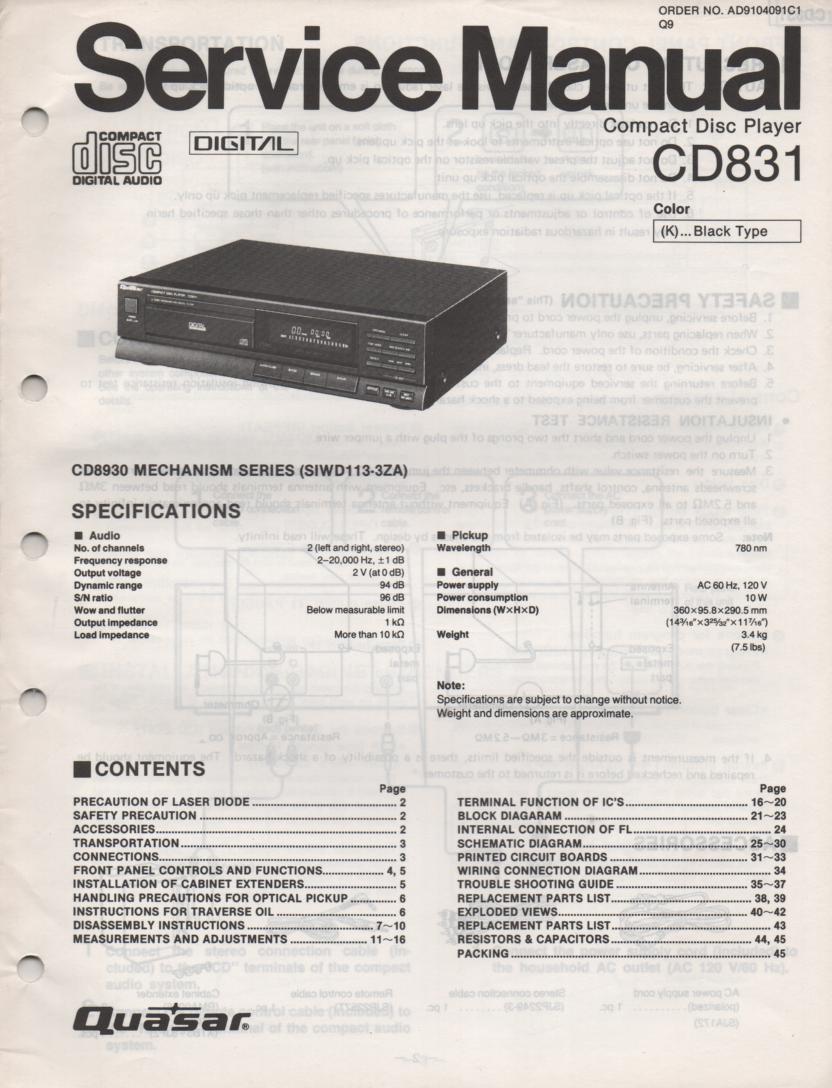 ORDER NO. AD9104091C1
Q9
Service Manual
COMPACT
disc
DIGITAL AUDIO
DIGITAL
Compact Disc Player
CD831
Color
(K)...Black Type
Quasar
CD8930 MECHANISM SERIES (SIWD113-3ZA)
SPECIFICATIONS
■ Audio
No. of channels 2 (left and right, stereo)
Frequency response 2–20,000 Hz, ±1 dB
Output voltage 2 V (at 0 dB)
Dynamic range 94 dB
S/N ratio 96 dB
Wow and flutter Below measurable limit
Output impedance 1 kΩ
Load impedance More than 10 kΩ
■ Pickup
Wavelength 780 nm
■ General
Power supply AC 60 Hz, 120 V
Power consumption 10 W
Dimensions (W×H×D) 360×95.8×290.5 mm
(14³⁄₁₆″×3²⁵⁄₃₂″×11⁷⁄₁₆″)
Weight 3.4 kg
(7.5 lbs)
Note:
Specifications are subject to change without notice.
Weight and dimensions are approximate.
■CONTENTS
Page
PRECAUTION OF LASER DIODE ........ 2
SAFETY PRECAUTION ........ 2
ACCESSORIES........ 2
TRANSPORTATION ........ 3
CONNECTIONS........ 3
FRONT PANEL CONTROLS AND FUNCTIONS........ 4, 5
INSTALLATION OF CABINET EXTENDERS........ 5
HANDLING PRECAUTIONS FOR OPTICAL PICKUP ........ 6
INSTRUCTIONS FOR TRAVERSE OIL ........ 6
DISASSEMBLY INSTRUCTIONS ........ 7~10
MEASUREMENTS AND ADJUSTMENTS ........ 11~16
Page
TERMINAL FUNCTION OF IC'S........ 16~20
BLOCK DIAGARAM ........ 21~23
INTERNAL CONNECTION OF FL........ 24
SCHEMATIC DIAGRAM........ 25~30
PRINTED CIRCUIT BOARDS ........ 31~33
WIRING CONNECTION DIAGRAM........ 34
TROUBLE SHOOTING GUIDE ........ 35~37
REPLACEMENT PARTS LIST........ 38, 39
EXPLODED VIEWS........ 40~42
REPLACEMENT PARTS LIST........ 43
RESISTORS & CAPACITORS........ 44, 45
PACKING........ 45
Quasar®